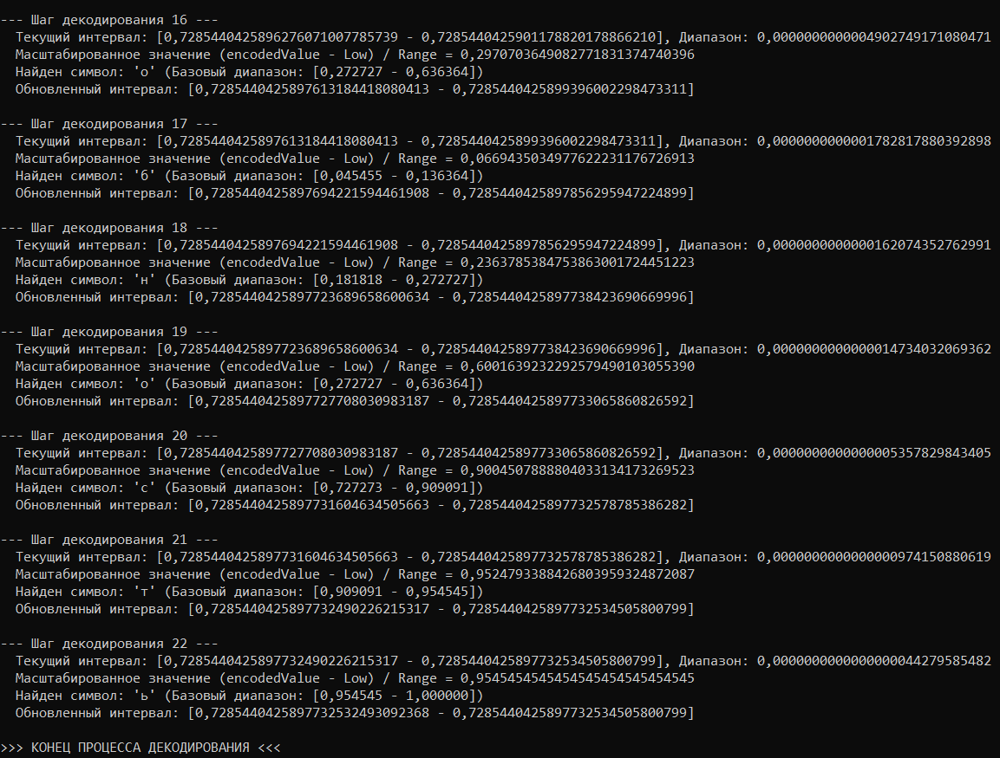 --- Шаг декодирования 16 ---
Текущий интервал: [0,7285440425896276071007785739 - 0,7285440425901178820178866210], Диапазон: 0,0000000000004902749171080471
Масштабированное значение (encodedValue - Low) / Range = 0,2970703649082771831374740396
Найден символ: 'о' (Базовый диапазон: [0,272727 - 0,636364])
Обновленный интервал: [0,7285440425897613184418080413 - 0,7285440425899396002298473311]
--- Шаг декодирования 17 ---
Текущий интервал: [0,7285440425897613184418080413 - 0,7285440425899396002298473311], Диапазон: 0,0000000000001782817880392898
Масштабированное значение (encodedValue - Low) / Range = 0,0669435034977622231176726913
Найден символ: 'б' (Базовый диапазон: [0,045455 - 0,136364])
Обновленный интервал: [0,7285440425897694221594461908 - 0,7285440425897856295947224899]
--- Шаг декодирования 18 ---
Текущий интервал: [0,7285440425897694221594461908 - 0,7285440425897856295947224899], Диапазон: 0,0000000000000162074352762991
Масштабированное значение (encodedValue - Low) / Range = 0,2363785384753863001724451223
Найден символ: 'н' (Базовый диапазон: [0,181818 - 0,272727])
Обновленный интервал: [0,7285440425897723689658600634 - 0,7285440425897738423690669996]
--- Шаг декодирования 19 ---
Текущий интервал: [0,7285440425897723689658600634 - 0,7285440425897738423690669996], Диапазон: 0,0000000000000014734032069362
Масштабированное значение (encodedValue - Low) / Range = 0,6001639232292579490103055390
Найден символ: 'о' (Базовый диапазон: [0,272727 - 0,636364])
Обновленный интервал: [0,7285440425897727708030983187 - 0,7285440425897733065860826592]
--- Шаг декодирования 20 ---
Текущий интервал: [0,7285440425897727708030983187 - 0,7285440425897733065860826592], Диапазон: 0,0000000000000005357829843405
Масштабированное значение (encodedValue - Low) / Range = 0,9004507888804033134173269523
Найден символ: 'с' (Базовый диапазон: [0,727273 - 0,909091])
Обновленный интервал: [0,7285440425897731604634505663 - 0,7285440425897732578785386282]
--- Шаг декодирования 21 ---
Текущий интервал: [0,7285440425897731604634505663 - 0,7285440425897732578785386282], Диапазон: 0,0000000000000000974150880619
Масштабированное значение (encodedValue - Low) / Range = 0,9524793388426803959324872087
Найден символ: 'т' (Базовый диапазон: [0,909091 - 0,954545])
Обновленный интервал: [0,7285440425897732490226215317 - 0,7285440425897732534505800799]
--- Шаг декодирования 22 ---
Текущий интервал: [0,7285440425897732490226215317 - 0,7285440425897732534505800799], Диапазон: 0,0000000000000000044279585482
Масштабированное значение (encodedValue - Low) / Range = 0,9545454545454545454545454545
Найден символ: 'ь' (Базовый диапазон: [0,954545 - 1,000000])
Обновленный интервал: [0,7285440425897732532493092368 - 0,7285440425897732534505800799]
>>> КОНЕЦ ПРОЦЕССА ДЕКОДИРОВАНИЯ <<<